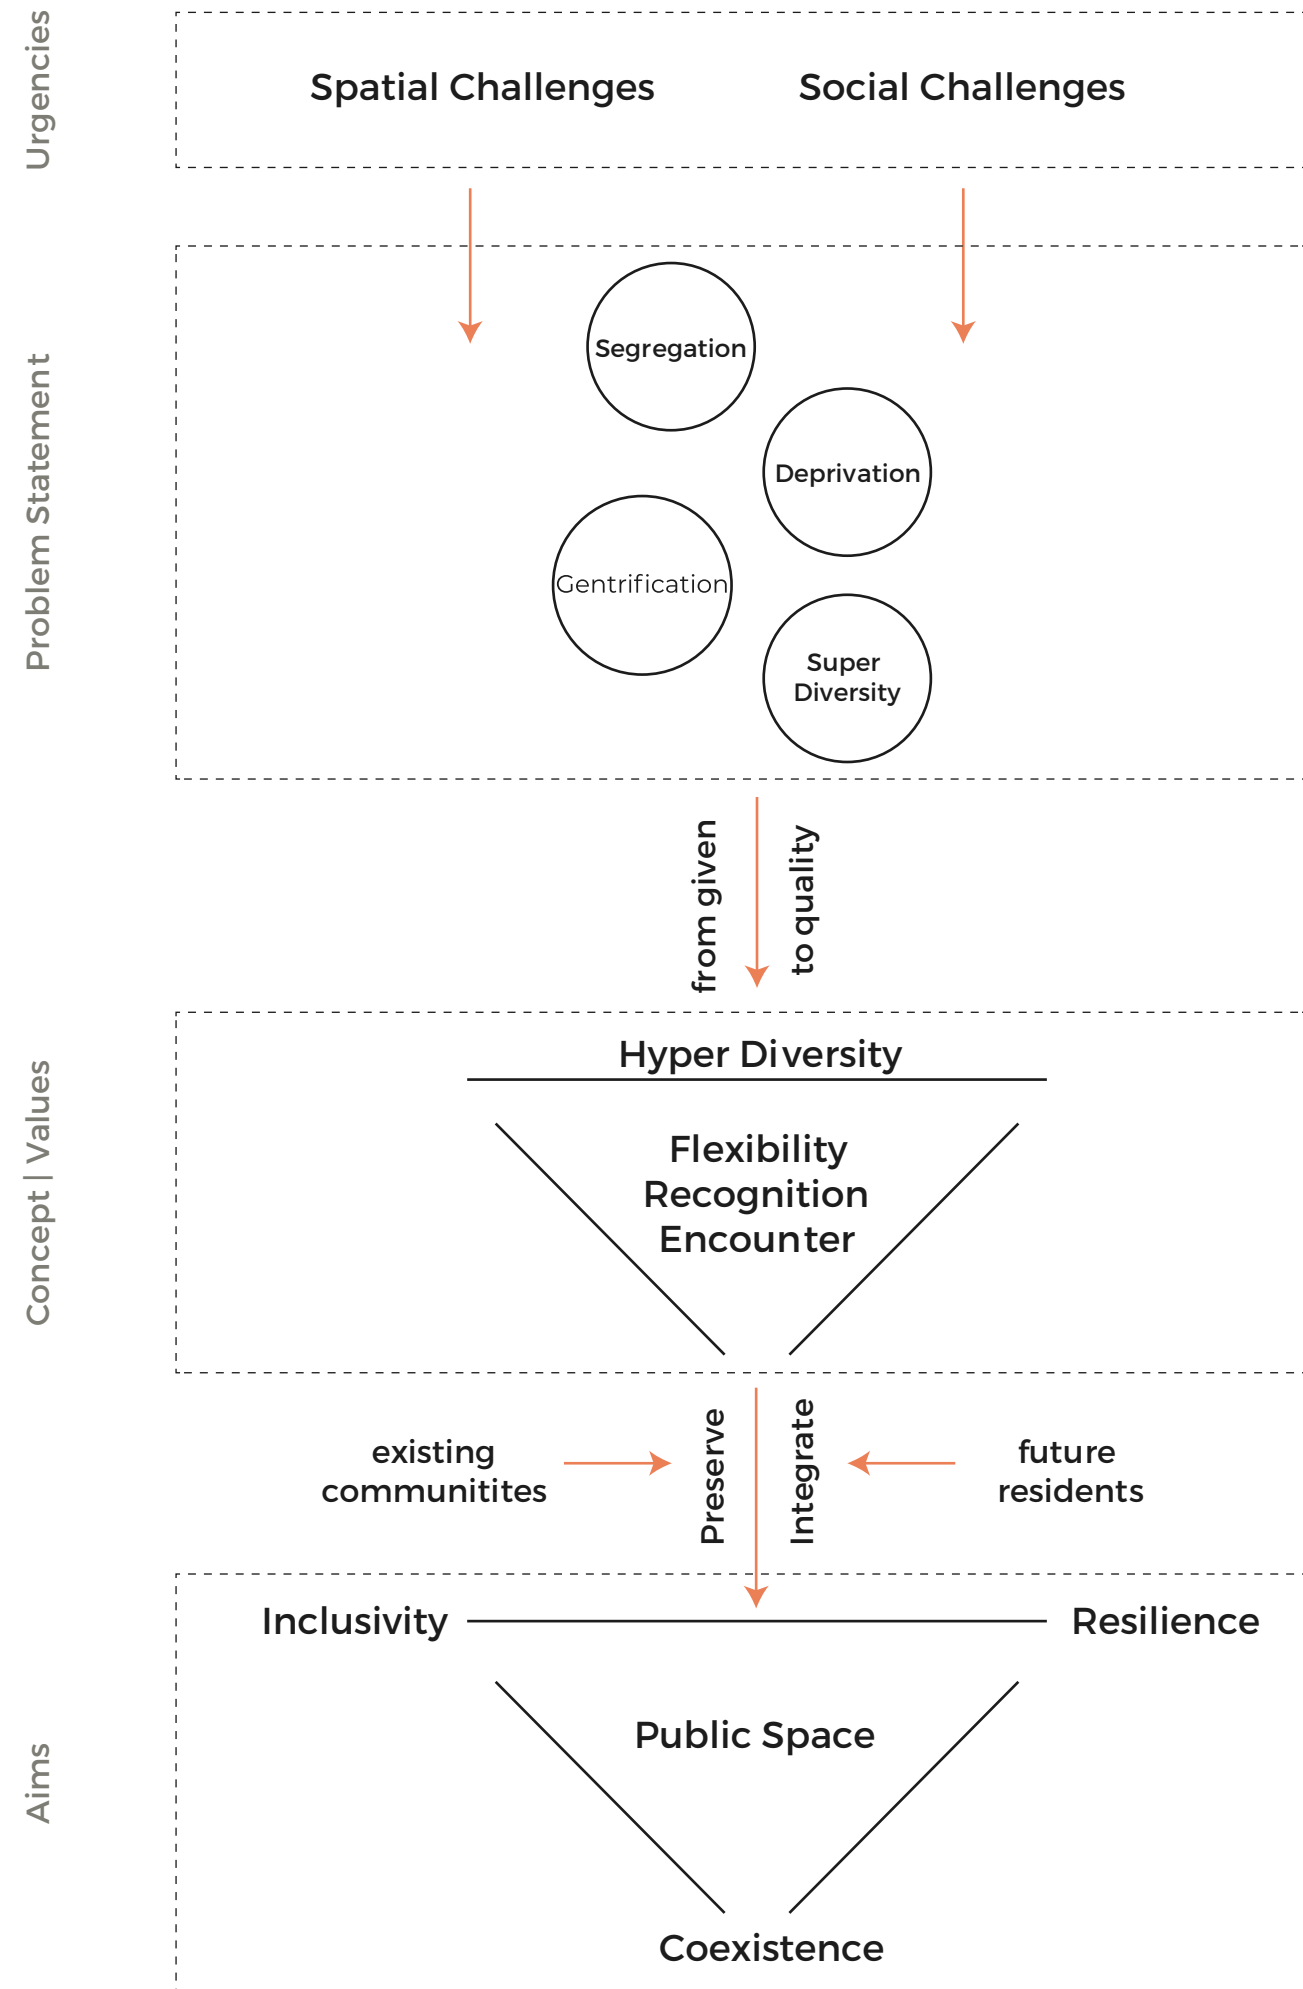 Urgencies
Spatial Challenges
Social Challenges
Problem Statement
Segregation
Deprivation
Gentrification
Super
Diversity
from given
to quality
Concept | Values
Hyper Diversity
Flexibility
Recognition
Encounter
existing
communitites
Preserve
Integrate
future
residents
Aims
Inclusivity
Resilience
Public Space
Coexistence